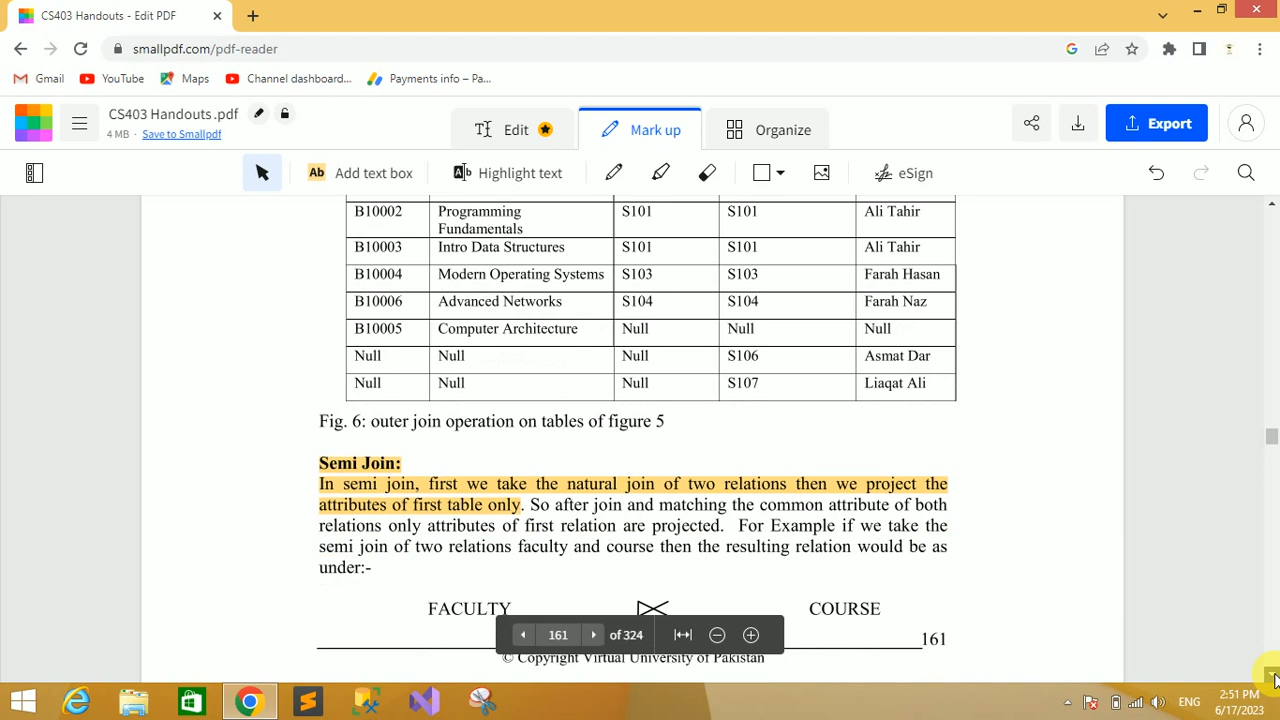 CS403 Handouts - Edit PDF
smallpdf.com/pdf-reader
Gmail YouTube Maps Channel dashboard... Payments info – Pa...
CS403 Handouts .pdf
4 MB · Save to Smallpdf
Edit Mark up Organize Export
Ab Add text box Highlight text eSign
B10002 Programming Fundamentals S101 S101 Ali Tahir
B10003 Intro Data Structures S101 S101 Ali Tahir
B10004 Modern Operating Systems S103 S103 Farah Hasan
B10006 Advanced Networks S104 S104 Farah Naz
B10005 Computer Architecture Null Null Null
Null Null Null S106 Asmat Dar
Null Null Null S107 Liaqat Ali
Fig. 6: outer join operation on tables of figure 5
Semi Join:
In semi join, first we take the natural join of two relations then we project the
attributes of first table only. So after join and matching the common attribute of both
relations only attributes of first relation are projected. For Example if we take the
semi join of two relations faculty and course then the resulting relation would be as
under:-
FACULTY COURSE
161 of 324
161
© Copyright Virtual University of Pakistan
ENG
2:51 PM
6/17/2023